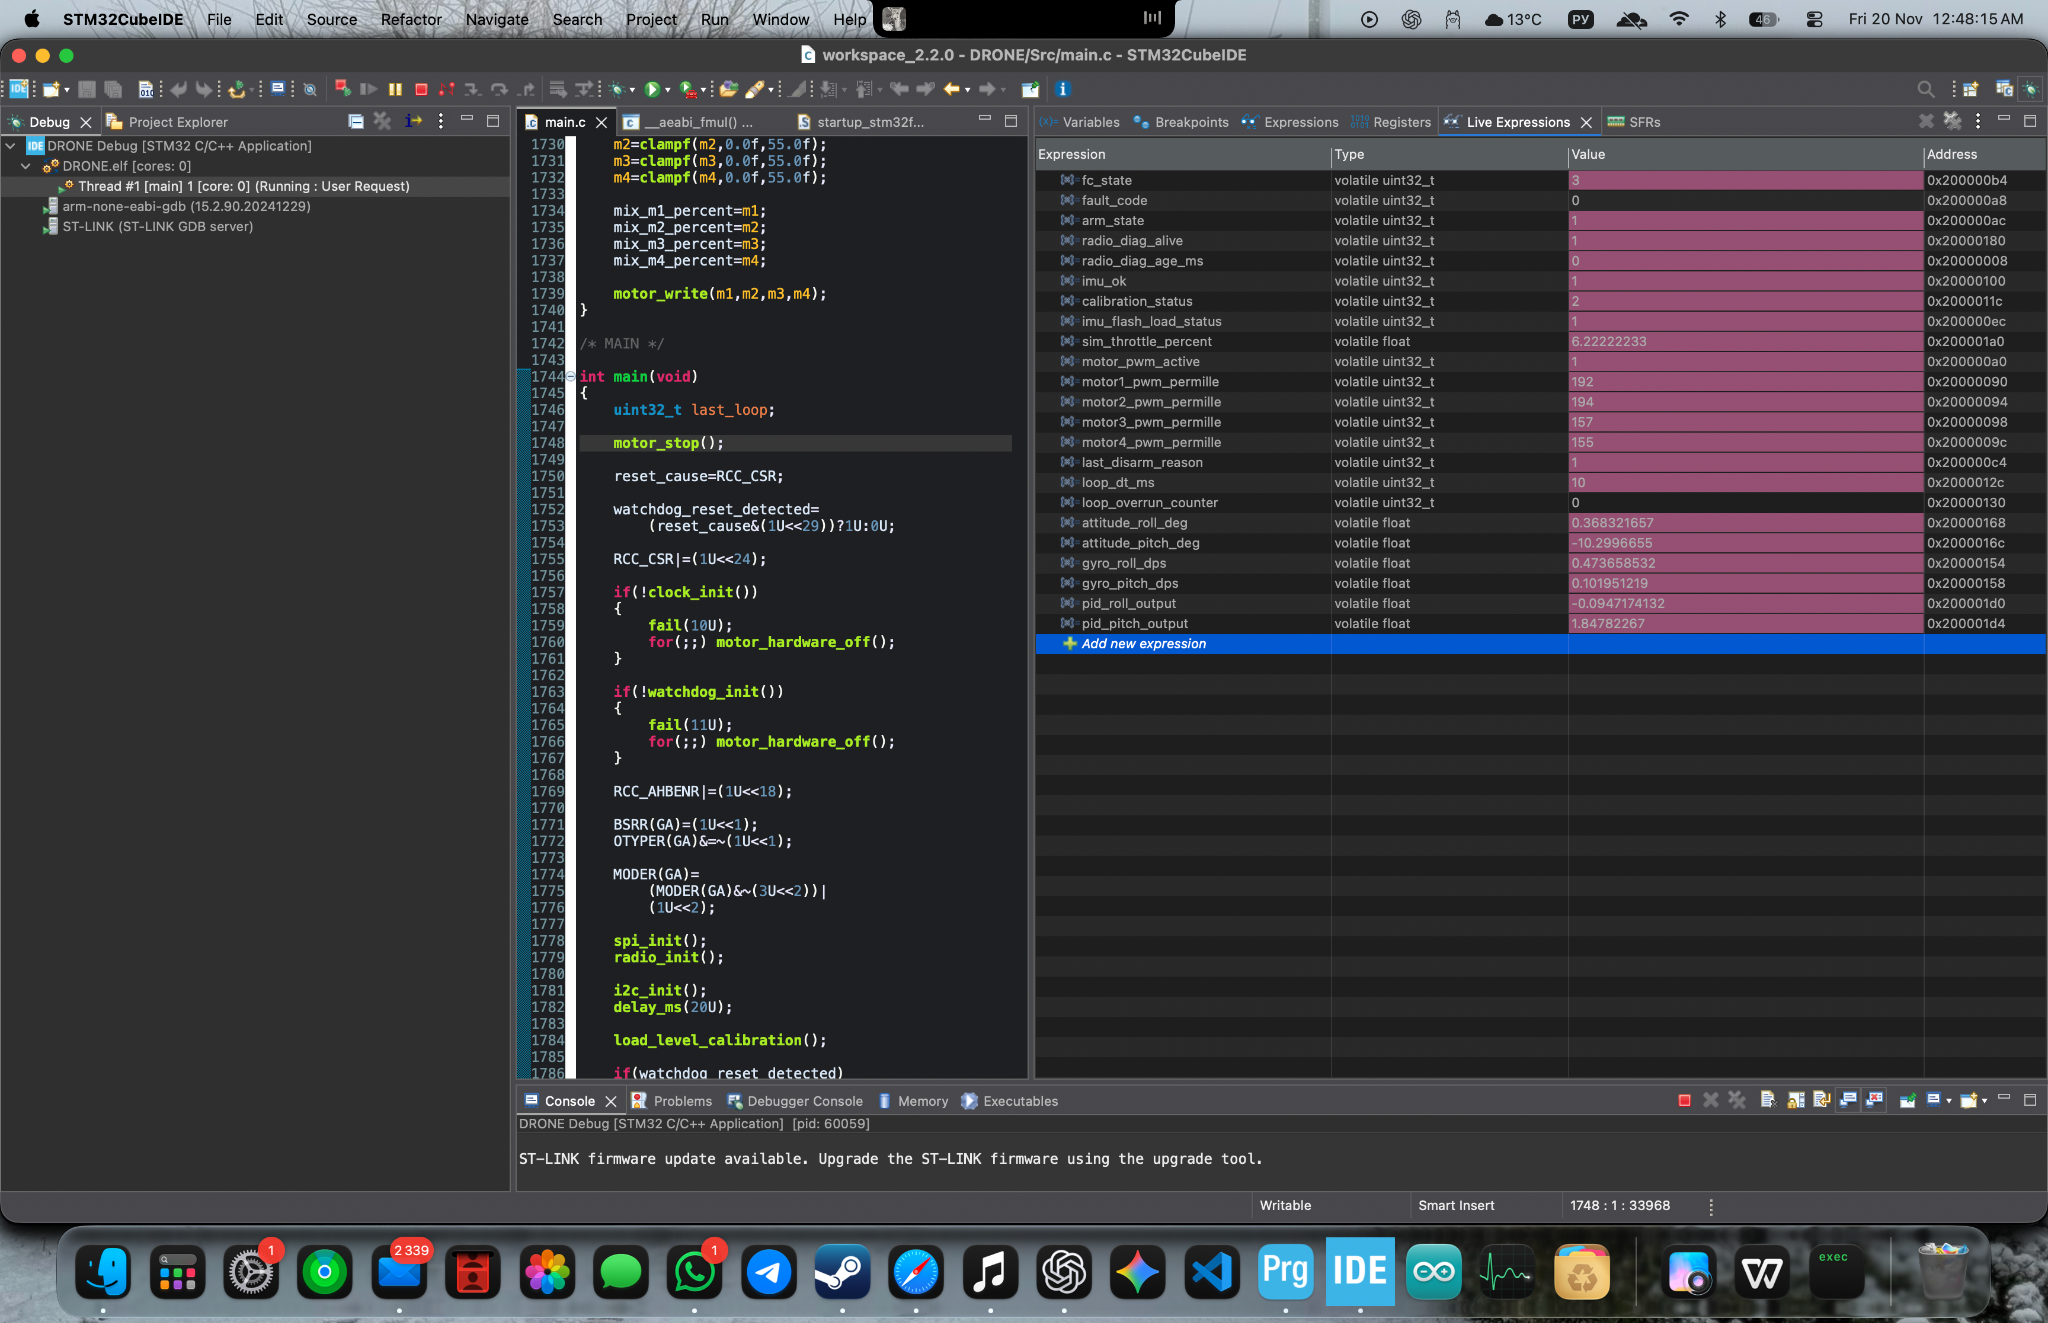 STM32CubeIDE File Edit Source Refactor Navigate Search Project Run Window Help 13°C РУ 46 Fri 20 Nov 12:48:15 AM
workspace_2.2.0 - DRONE/Src/main.c - STM32CubeIDE
Debug Project Explorer
DRONE Debug [STM32 C/C++ Application]
DRONE.elf [cores: 0]
Thread #1 [main] 1 [core: 0] (Running : User Request)
arm-none-eabi-gdb (15.2.90.20241229)
ST-LINK (ST-LINK GDB server)
main.c __aeabi_fmul() ... startup_stm32f...
1730 m2=clampf(m2,0.0f,55.0f);
1731 m3=clampf(m3,0.0f,55.0f);
1732 m4=clampf(m4,0.0f,55.0f);
1733
1734 mix_m1_percent=m1;
1735 mix_m2_percent=m2;
1736 mix_m3_percent=m3;
1737 mix_m4_percent=m4;
1738
1739 motor_write(m1,m2,m3,m4);
1740 }
1741
1742 /* MAIN */
1743
1744 int main(void)
1745 {
1746 uint32_t last_loop;
1747
1748 motor_stop();
1749
1750 reset_cause=RCC_CSR;
1751
1752 watchdog_reset_detected=
1753 (reset_cause&(1U<<29))?1U:0U;
1754
1755 RCC_CSR|=(1U<<24);
1756
1757 if(!clock_init())
1758 {
1759 fail(10U);
1760 for(;;) motor_hardware_off();
1761 }
1762
1763 if(!watchdog_init())
1764 {
1765 fail(11U);
1766 for(;;) motor_hardware_off();
1767 }
1768
1769 RCC_AHBENR|=(1U<<18);
1770
1771 BSRR(GA)=(1U<<1);
1772 OTYPER(GA)&=~(1U<<1);
1773
1774 MODER(GA)=
1775 (MODER(GA)&~(3U<<2))|
1776 (1U<<2);
1777
1778 spi_init();
1779 radio_init();
1780
1781 i2c_init();
1782 delay_ms(20U);
1783
1784 load_level_calibration();
1785
1786 if(watchdog_reset_detected)
Variables Breakpoints Expressions Registers Live Expressions SFRs
Expression Type Value Address
fc_state volatile uint32_t 3 0x200000b4
fault_code volatile uint32_t 0 0x200000a8
arm_state volatile uint32_t 1 0x200000ac
radio_diag_alive volatile uint32_t 1 0x20000180
radio_diag_age_ms volatile uint32_t 0 0x20000008
imu_ok volatile uint32_t 1 0x20000100
calibration_status volatile uint32_t 2 0x2000011c
imu_flash_load_status volatile uint32_t 1 0x200000ec
sim_throttle_percent volatile float 6.22222233 0x200001a0
motor_pwm_active volatile uint32_t 1 0x200000a0
motor1_pwm_permille volatile uint32_t 192 0x20000090
motor2_pwm_permille volatile uint32_t 194 0x20000094
motor3_pwm_permille volatile uint32_t 157 0x20000098
motor4_pwm_permille volatile uint32_t 155 0x2000009c
last_disarm_reason volatile uint32_t 1 0x200000c4
loop_dt_ms volatile uint32_t 10 0x2000012c
loop_overrun_counter volatile uint32_t 0 0x20000130
attitude_roll_deg volatile float 0.368321657 0x20000168
attitude_pitch_deg volatile float -10.2996655 0x2000016c
gyro_roll_dps volatile float 0.473658532 0x20000154
gyro_pitch_dps volatile float 0.101951219 0x20000158
pid_roll_output volatile float -0.0947174132 0x200001d0
pid_pitch_output volatile float 1.84782267 0x200001d4
Add new expression
Console Problems Debugger Console Memory Executables
DRONE Debug [STM32 C/C++ Application] [pid: 60059]
ST-LINK firmware update available. Upgrade the ST-LINK firmware using the upgrade tool.
Writable Smart Insert 1748 : 1 : 33968
1 2 339 1 Prg IDE exec